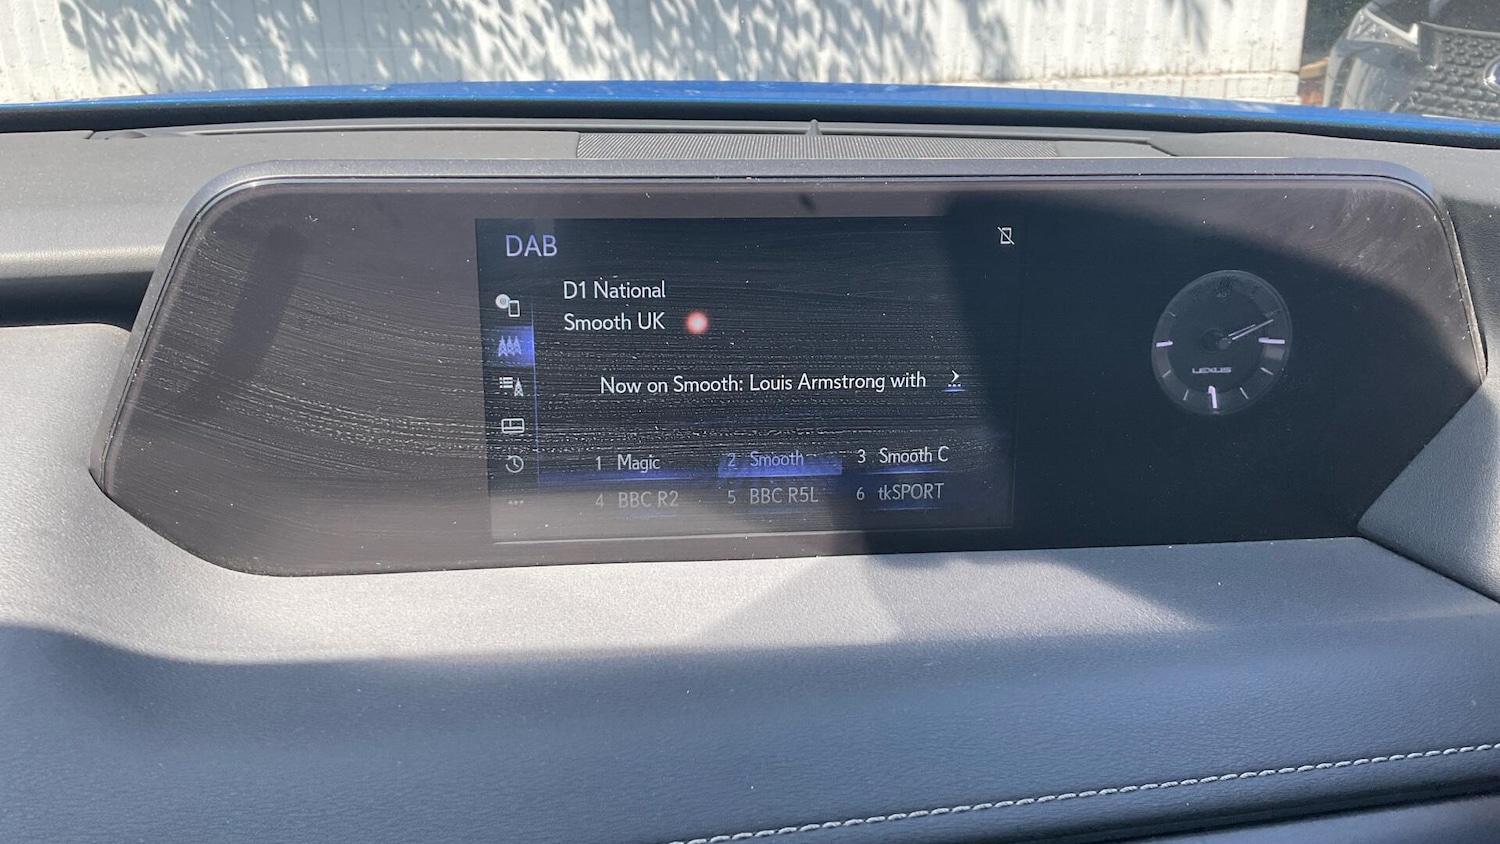 DAB
D1 National
Smooth UK
Now on Smooth: Louis Armstrong with
1 Magic 2 Smooth 3 Smooth C
4 BBC R2 5 BBC R5L 6 tkSPORT
LEXUS